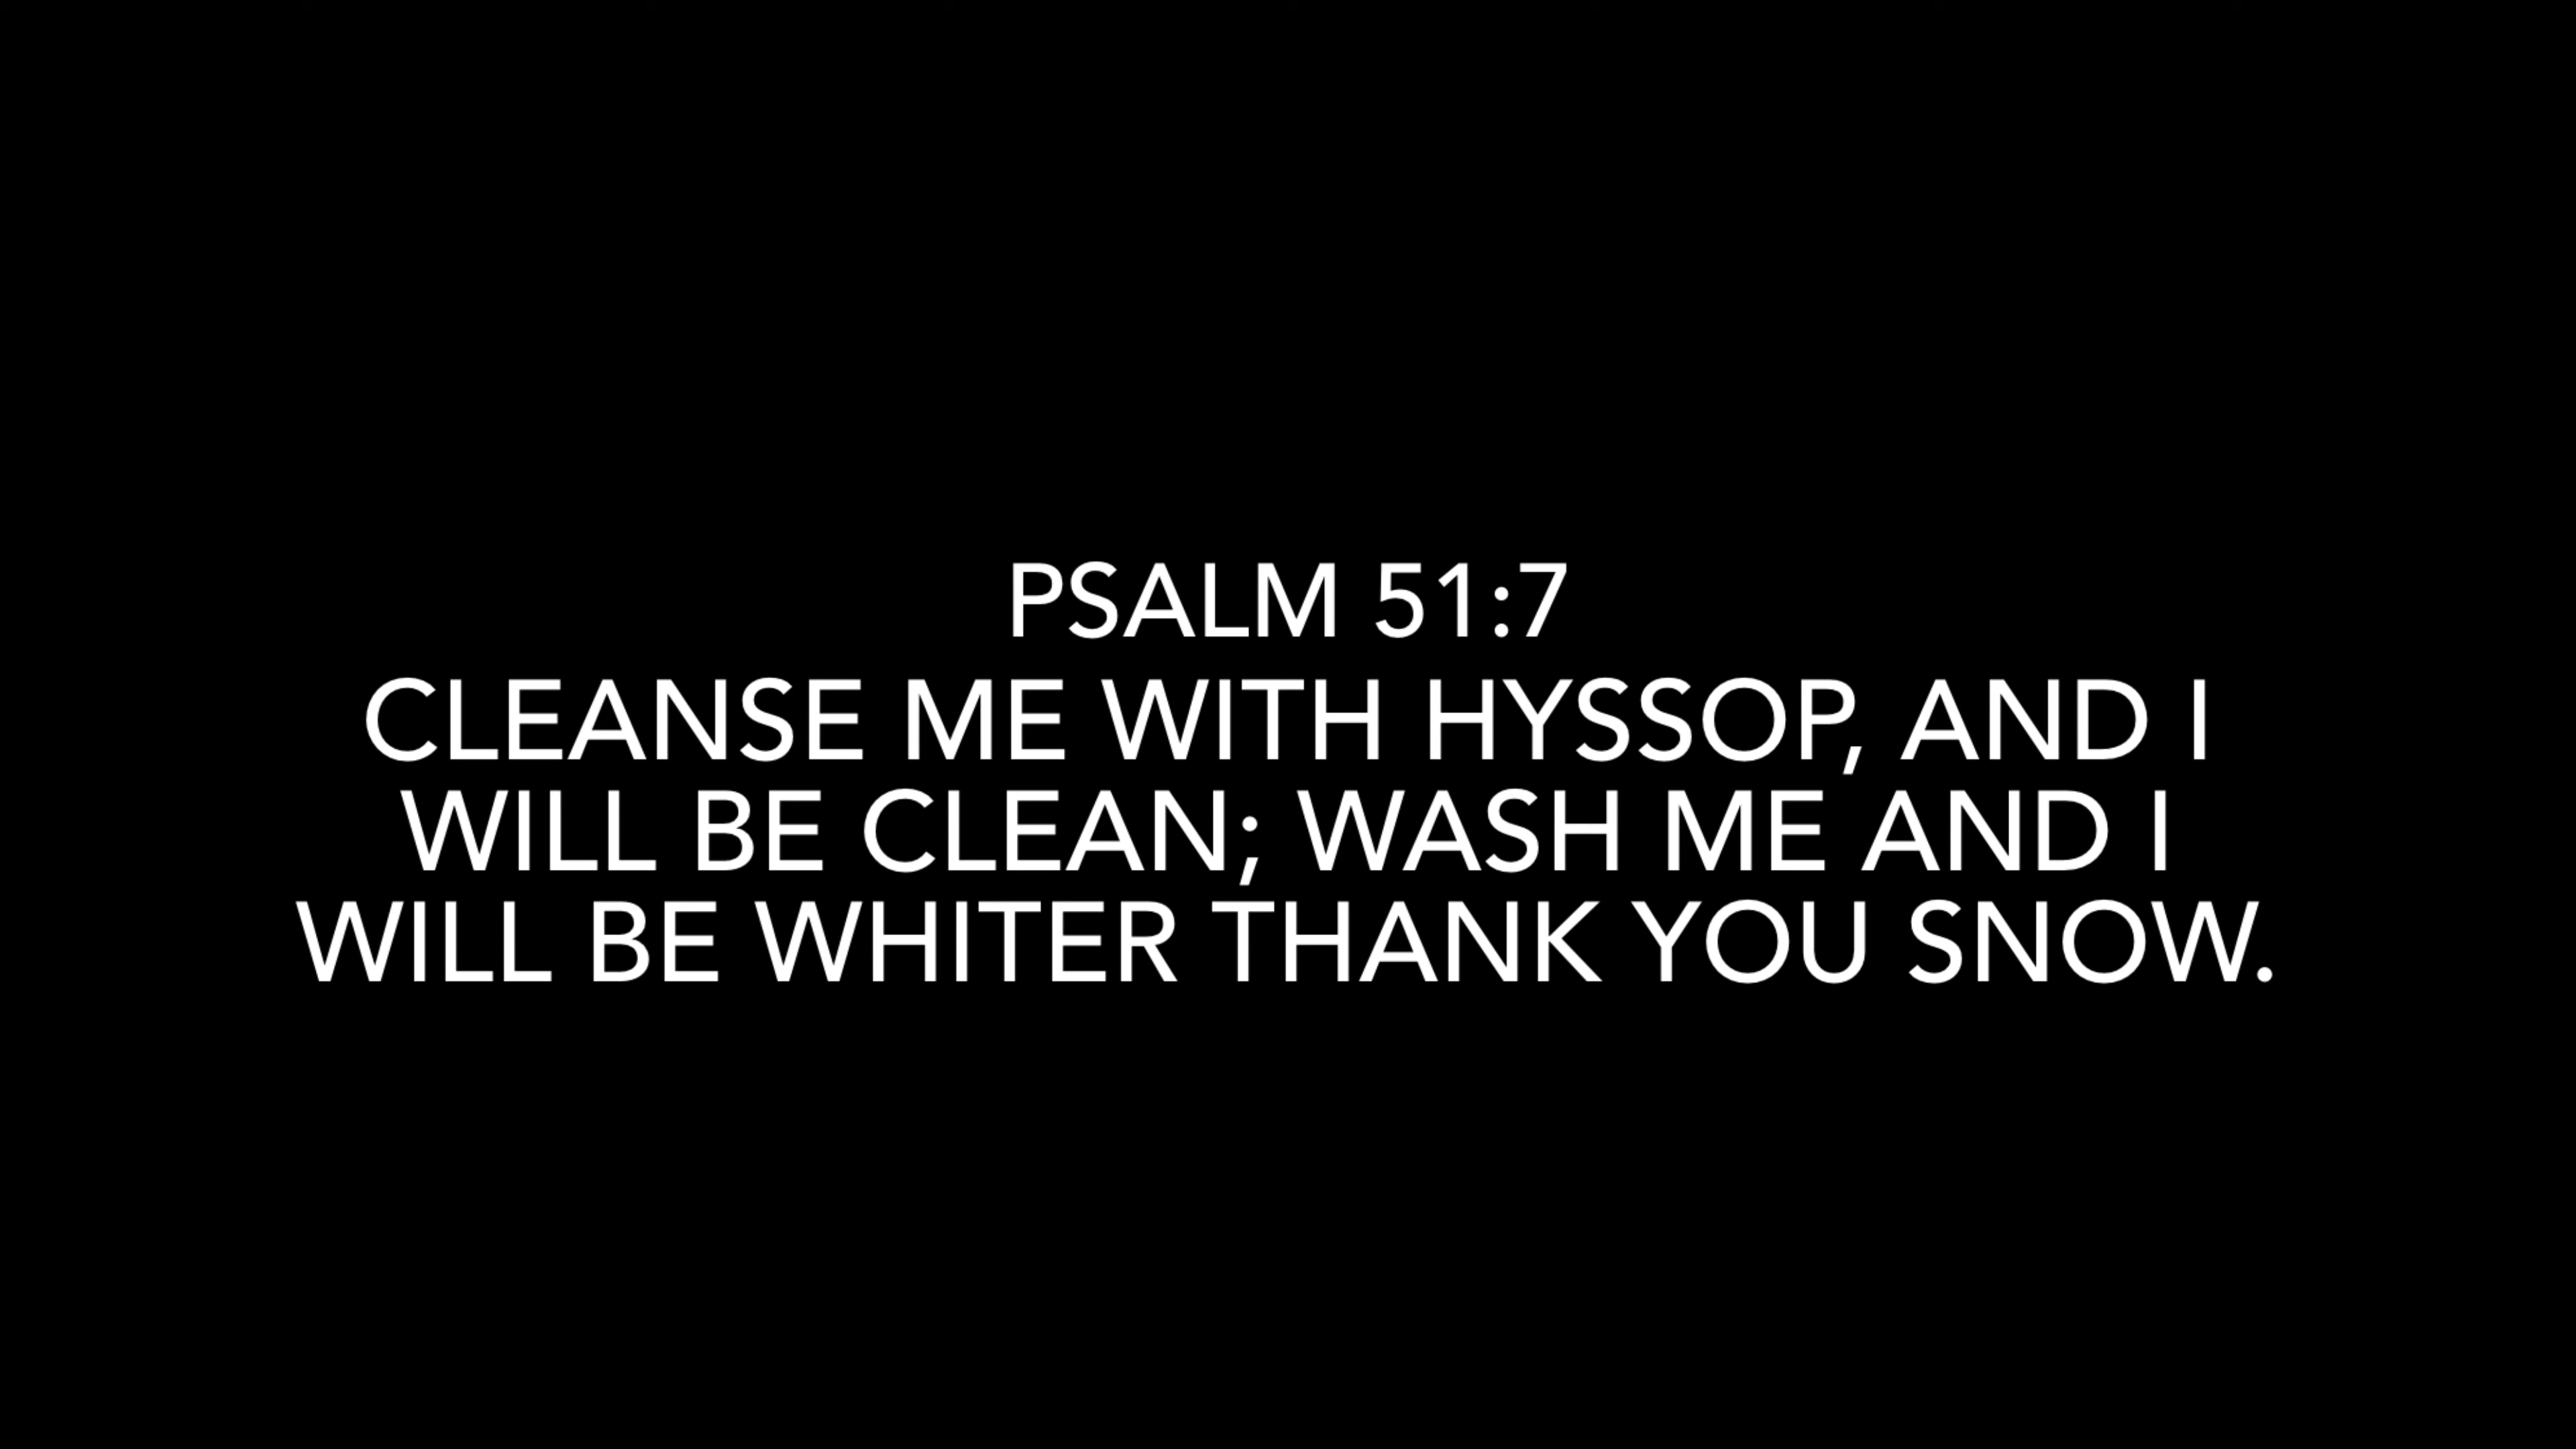 PSALM 51:7
CLEANSE ME WITH HYSSOP, AND I
WILL BE CLEAN; WASH ME AND I
WILL BE WHITER THANK YOU SNOW.